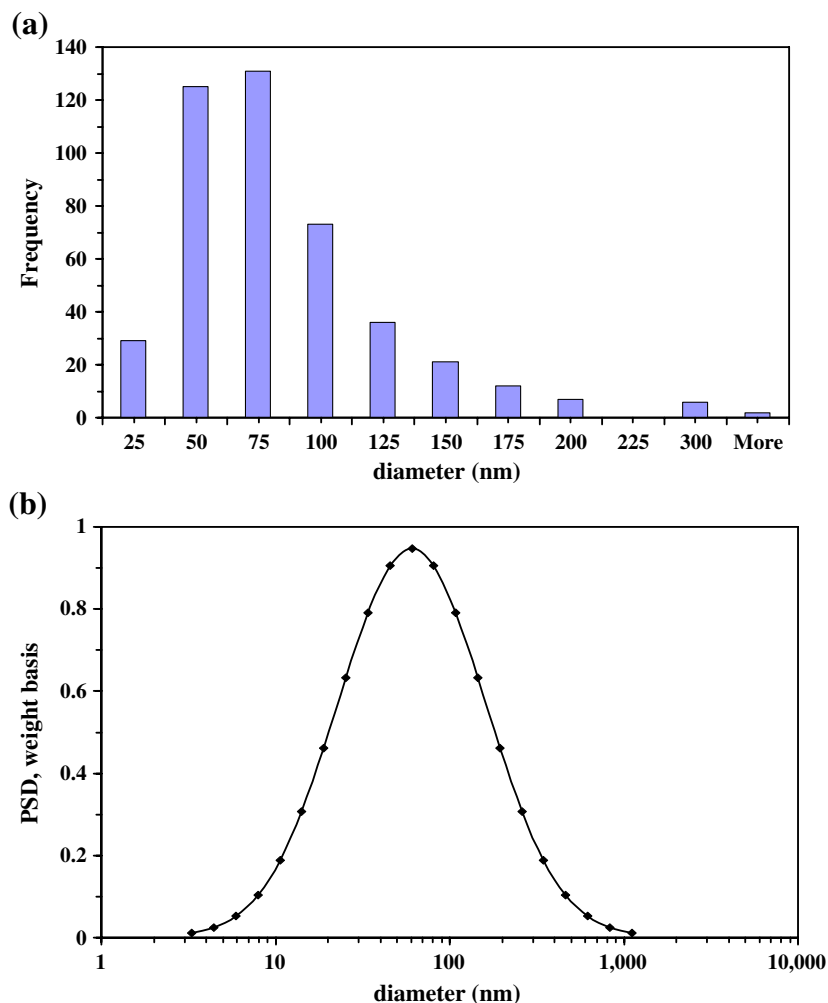 (a)
140
120
100
80
60
40
20
0
Frequency
25 50 75 100 125 150 175 200 225 300 More
diameter (nm)
(b)
1
0.8
0.6
0.4
0.2
0
PSD, weight basis
1 10 100 1,000 10,000
diameter (nm)